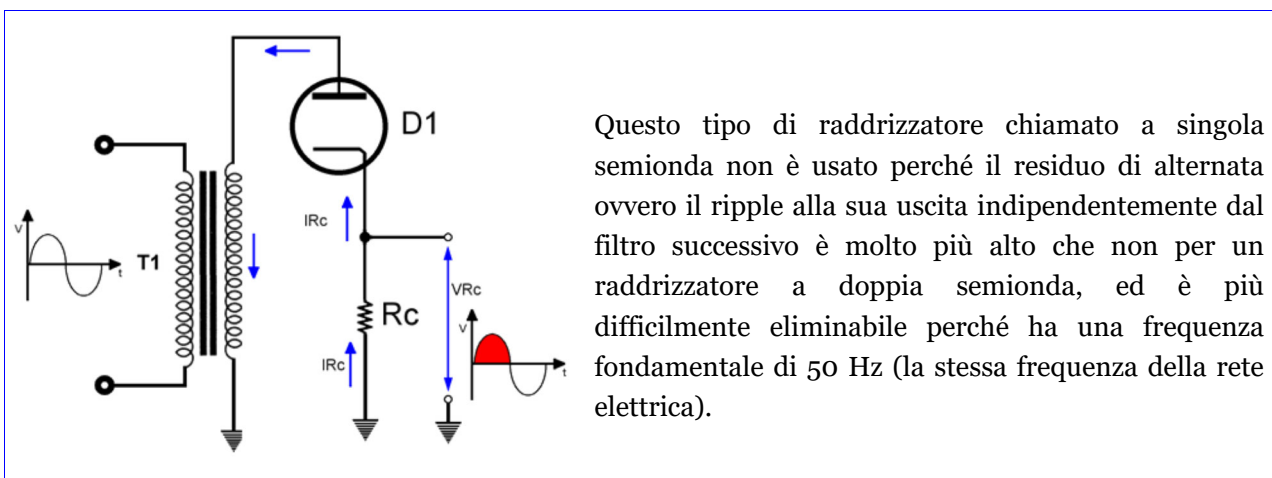 D1
IRc
V
T1
t
VRc
Rc
V
IRc
t
Questo tipo di raddrizzatore chiamato a singola
semionda non è usato perché il residuo di alternata
ovvero il ripple alla sua uscita indipendentemente dal
filtro successivo è molto più alto che non per un
raddrizzatore a doppia semionda, ed è più
difficilmente eliminabile perché ha una frequenza
fondamentale di 50 Hz (la stessa frequenza della rete
elettrica).